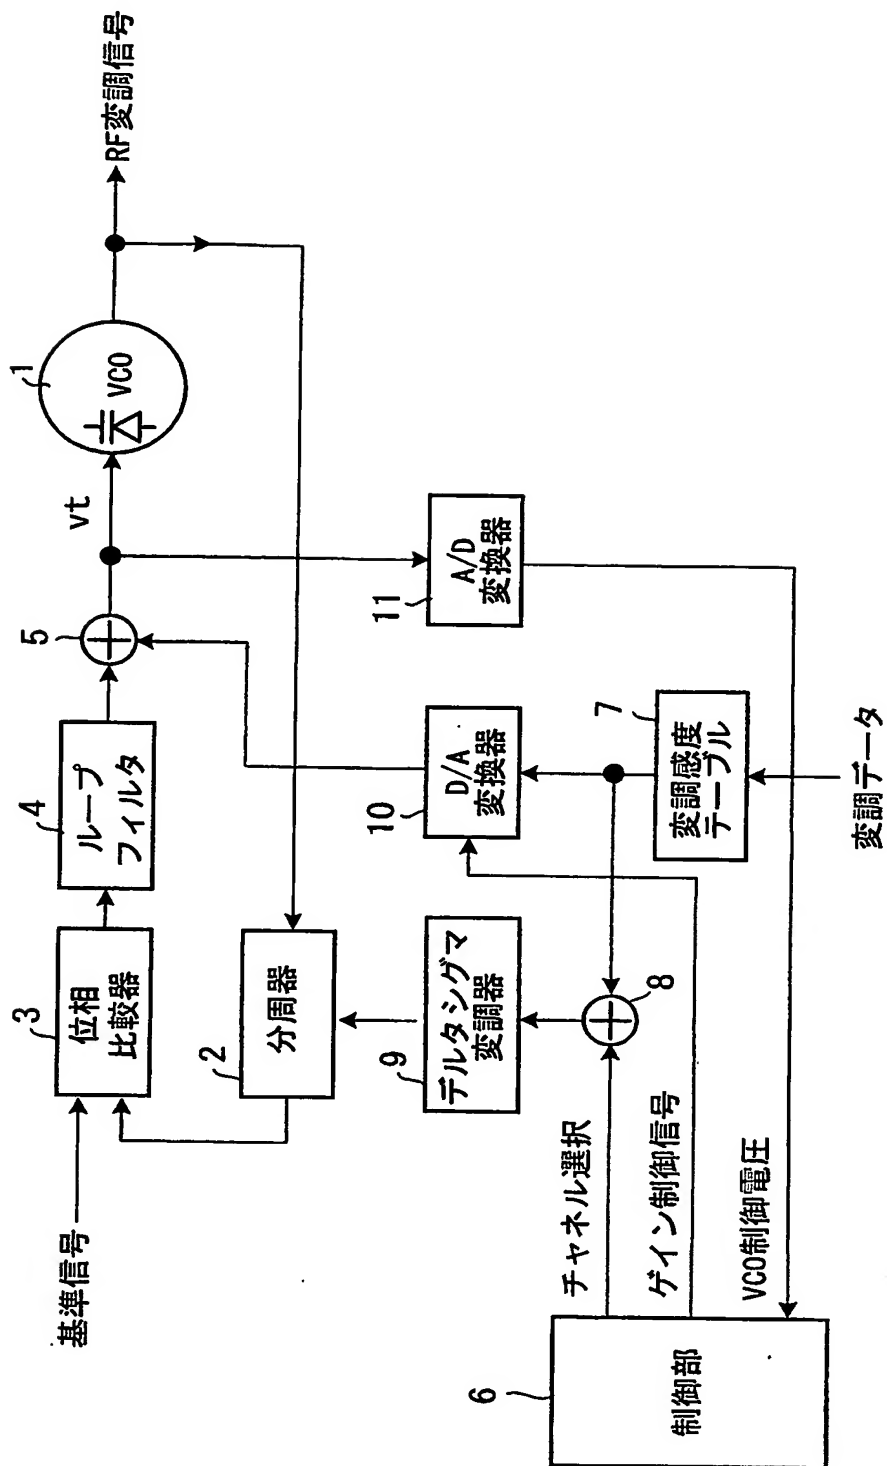 基準信号
3
位相
比較器
4
ループ
フィルタ
5
vt
1
VCO
RF変調信号
2
分周器
9
デルタシグマ
変調器
10
D/A
変換器
11
A/D
変換器
8
7
変調感度
テーブル
変調データ
6
制御部
チャネル選択
ゲイン制御信号
VCO制御電圧